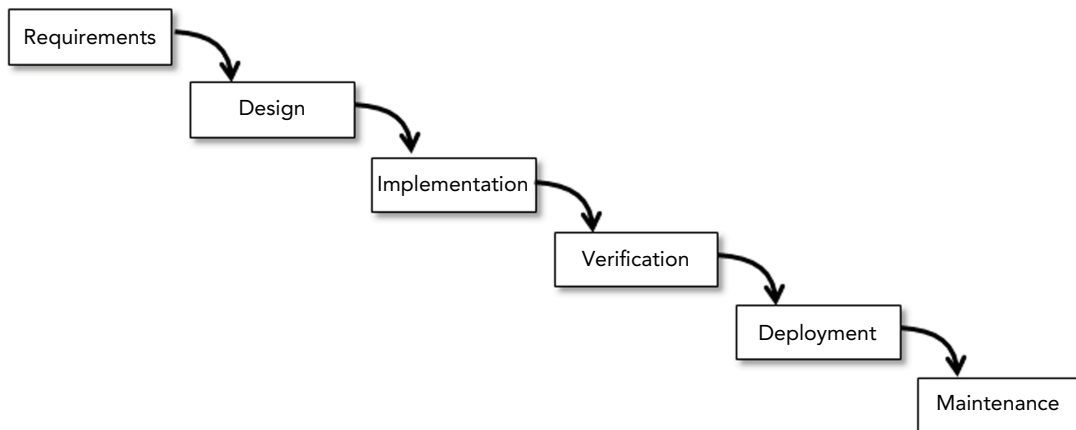 Requirements
Design
Implementation
Verification
Deployment
Maintenance